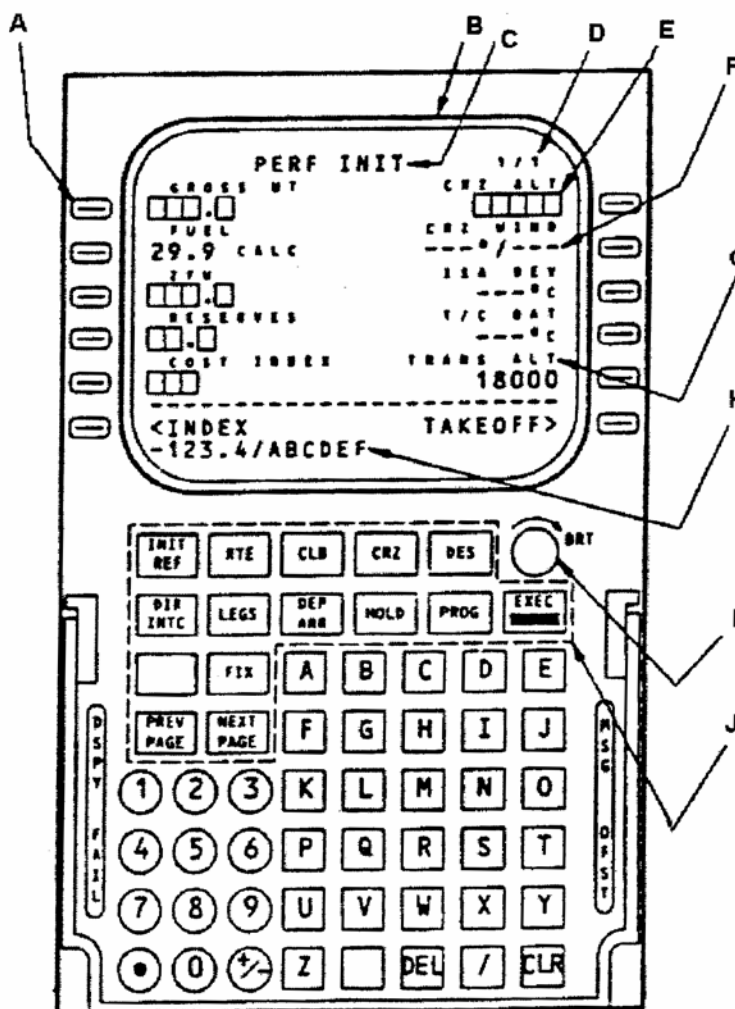 A B C D E F
PERF INIT 1/1
GROSS WT CRZ ALT
FUEL CRZ WIND
29.9 CALC ---°/---
ZFW ISA DEV
---°C
RESERVES T/C OAT
---°C
COST INDEX TRANS ALT
18000
G
<INDEX TAKEOFF>
-123.4/ABCDEF
H
INIT REF RTE CLB CRZ DES BRT
DIR INTC LEGS DEP ARR HOLD PROG EXEC
I
FIX A B C D E
PREV PAGE NEXT PAGE F G H I J
J
1 2 3 K L M N O
4 5 6 P Q R S T
7 8 9 U V W X Y
. 0 +/- Z DEL / CLR
DSPY FAIL
MSG OFST